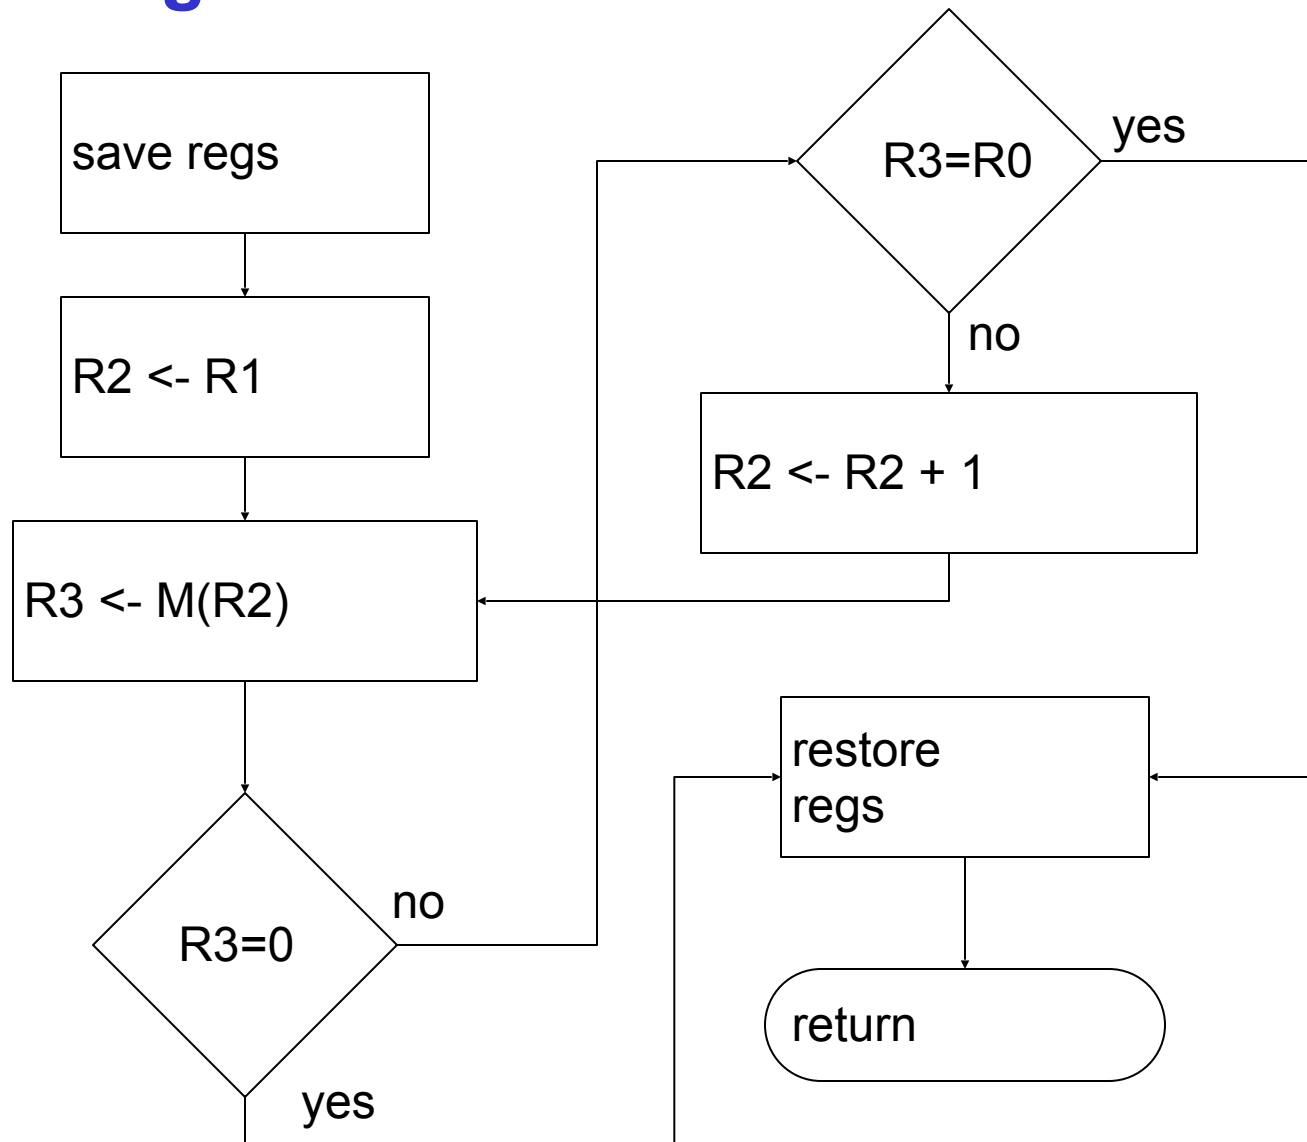 save regs
R2 <- R1
R3 <- M(R2)
R3=0
no
yes
R3=R0
yes
no
R2 <- R2 + 1
restore
regs
return